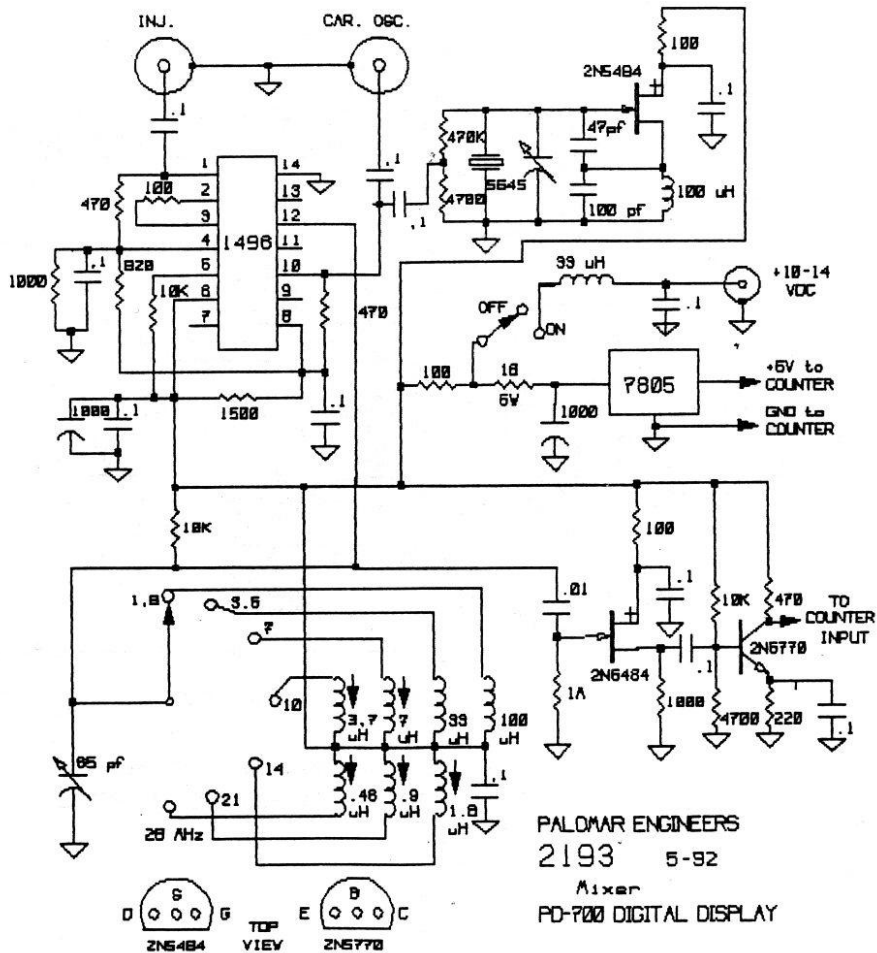 INJ.
CAR. OSC.
100
2N5484
.1
.1
470K
47pf
5645
4700
100 pf
100 uH
.1
.1
1
2
3
4
5
6
7
14
13
12
11
10
9
8
1496
100
470
1000
.1
820
10K
470
1000
.1
1500
.1
33 uH
+10-14
VDC
OFF
ON
.1
100
18
5W
1000
7805
+5V to
COUNTER
GND to
COUNTER
10K
100
.1
.01
10K
470
TO
COUNTER
INPUT
2N5484
.1
2N5770
1M
1000
4700
220
.1
1.8
3.5
7
10
3.7
uH
7
uH
33
uH
100
uH
65 pf
14
21
28 MHz
.46
uH
.9
uH
1.8
uH
.1
PALOMAR ENGINEERS
2193 5-92
Mixer
PD-700 DIGITAL DISPLAY
D S G
2N5484
TOP
VIEW
E B C
2N5770